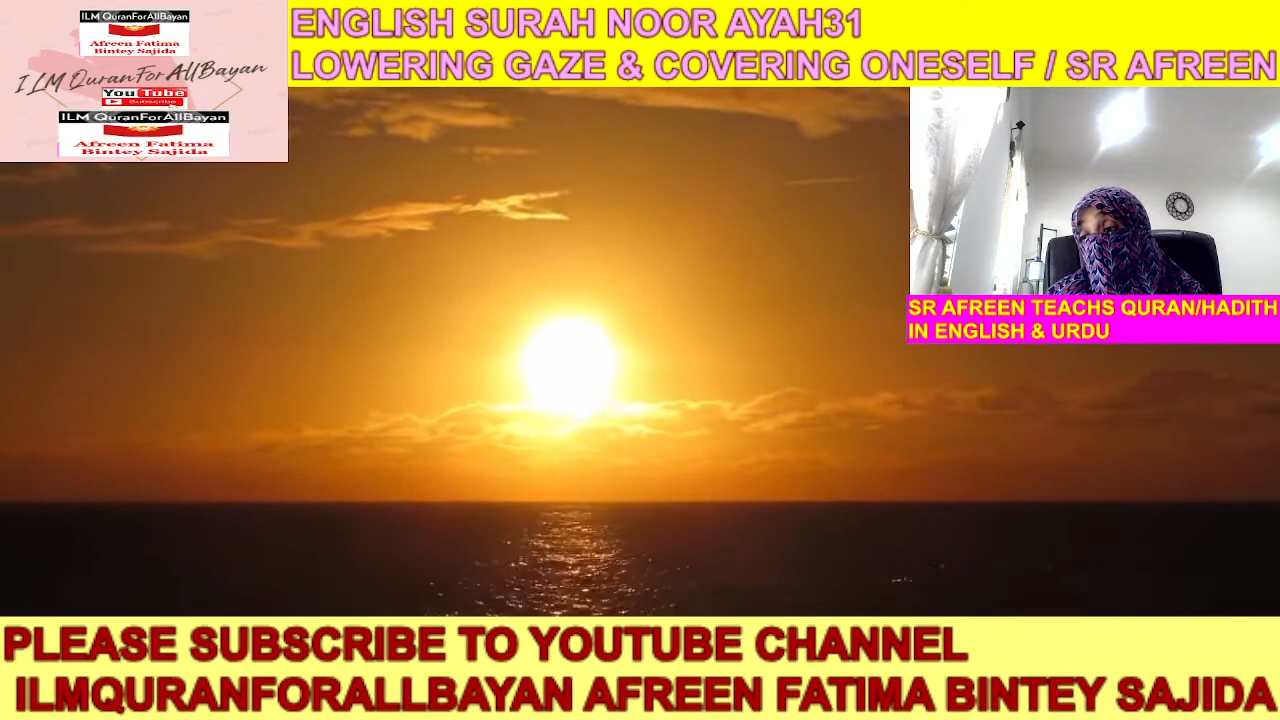 ILM QuranForAllBayan
Afreen Fatima
Bintey Sajida
ILM QuranForAllBayan
YouTube
Subscribe
ILM QuranForAllBayan
Afreen Fatima
Bintey Sajida
ENGLISH SURAH NOOR AYAH31
LOWERING GAZE & COVERING ONESELF / SR AFREEN
SR AFREEN TEACHS QURAN/HADITH
IN ENGLISH & URDU
PLEASE SUBSCRIBE TO YOUTUBE CHANNEL
ILMQURANFORALLBAYAN AFREEN FATIMA BINTEY SAJIDA